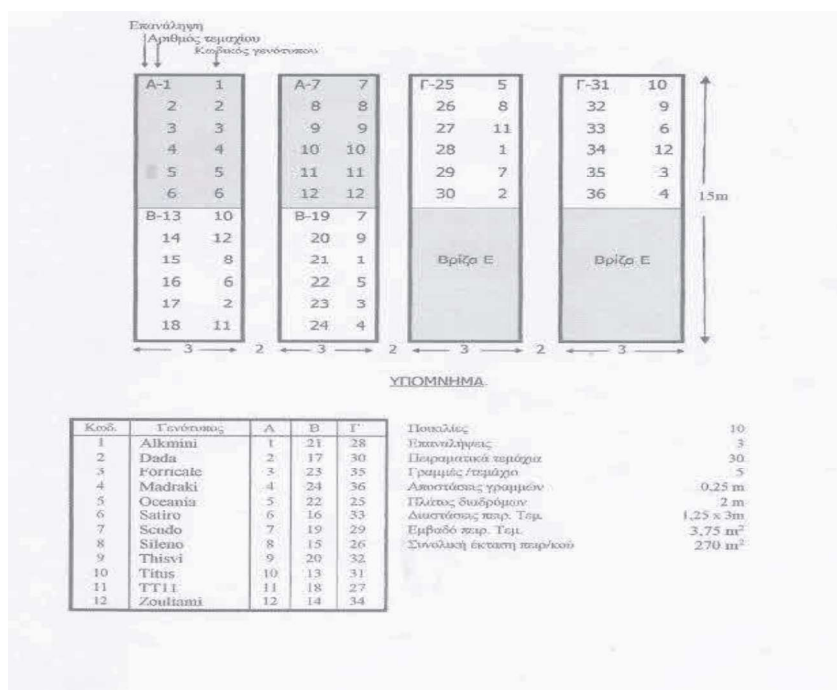 Επανάληψη
Αριθμός τεμαχίου
Κωδικός γενότυπου
Α-1 1 Α-7 7 Γ-25 5 Γ-31 10
2 2 8 8 26 8 32 9
3 3 9 9 27 11 33 6
4 4 10 10 28 1 34 12
5 5 11 11 29 7 35 3
6 6 12 12 30 2 36 4
15m
Β-13 10 Β-19 7
14 12 20 9
15 8 21 1 Βρίζα Ε Βρίζα Ε
16 6 22 5
17 2 23 3
18 11 24 4
3 2 3 2 3 2 3
ΥΠΟΜΝΗΜΑ
Κωδ. Γενότυπος Α Β Γ
1 Alkmini 1 21 28
2 Dada 2 17 30
3 Forricale 3 23 35
4 Madraki 4 24 36
5 Oceania 5 22 25
6 Satiro 6 16 33
7 Scudo 7 19 29
8 Sileno 8 15 26
9 Thisvi 9 20 32
10 Titus 10 13 31
11 TT11 11 18 27
12 Zoultami 12 14 34
Ποικιλίες 10
Επαναλήψεις 3
Πειραματικά τεμάχια 30
Γραμμές /τεμάχιο 5
Αποστάσεις γραμμών 0,25 m
Πλάτος διαδρόμων 2 m
Διαστάσεις πειρ. Τεμ. 1,25 x 3m
Εμβαδό πειρ. Τεμ. 3,75 m²
Συνολική έκταση πειρ/κού 270 m²